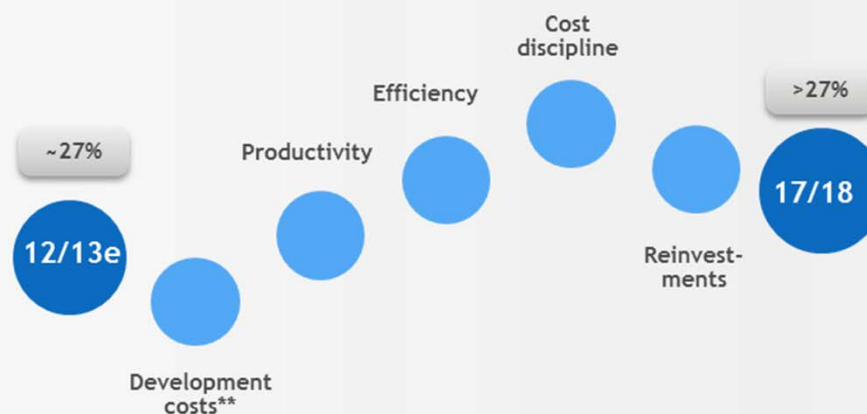 Cost
discipline
>27%
Efficiency
~27%
Productivity
17/18
12/13e
Reinvest-
ments
Development
costs**